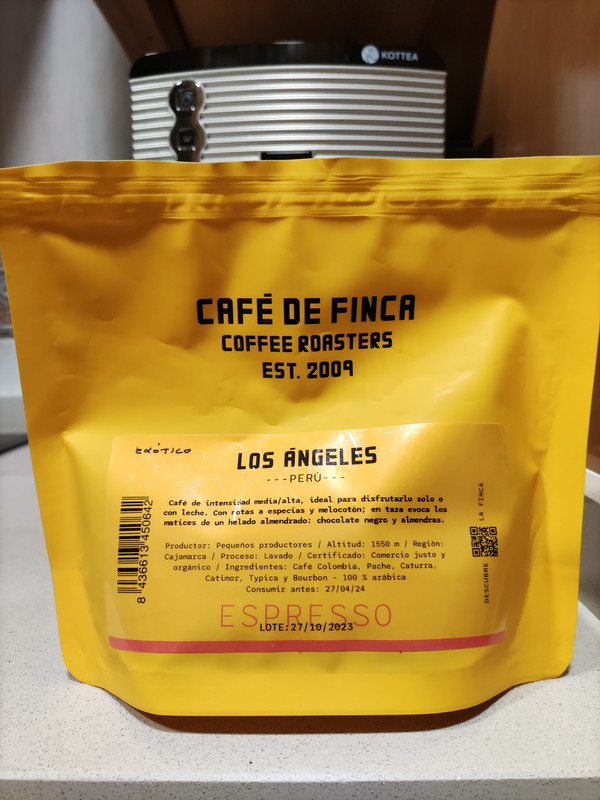 KOTTEA
CAFÉ DE FINCA
COFFEE ROASTERS
EST. 2009
EXÓTICO
LOS ÁNGELES
---PERÚ---
Café de intensidad media/alta, ideal para disfrutarlo solo o
con leche. Con notas a especias y melocotón; en taza evoca los
matices de un helado almendrado: chocolate negro y almendras.
Productor: Pequeños productores / Altitud: 1550 m / Región:
Cajamarca / Proceso: Lavado / Certificado: Comercio justo y
orgánico / Ingredientes: Café Colombia, Pache, Caturra,
Catimor, Typica y Bourbon - 100 % arábica
Consumir antes: 27/04/24
ESPRESSO
LOTE:27/10/2023
8 436613 450642
DESCUBRE LA FINCA